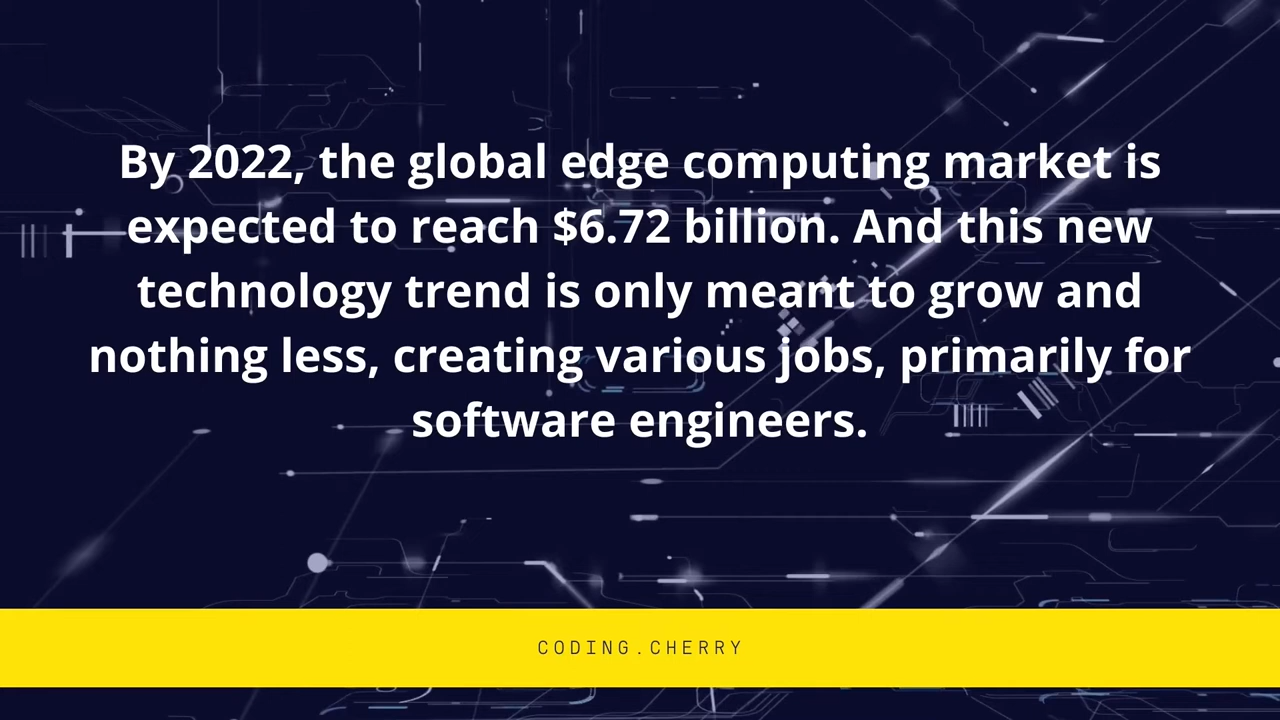 By 2022, the global edge computing market is
expected to reach $6.72 billion. And this new
technology trend is only meant to grow and
nothing less, creating various jobs, primarily for
software engineers.
CODING.CHERRY